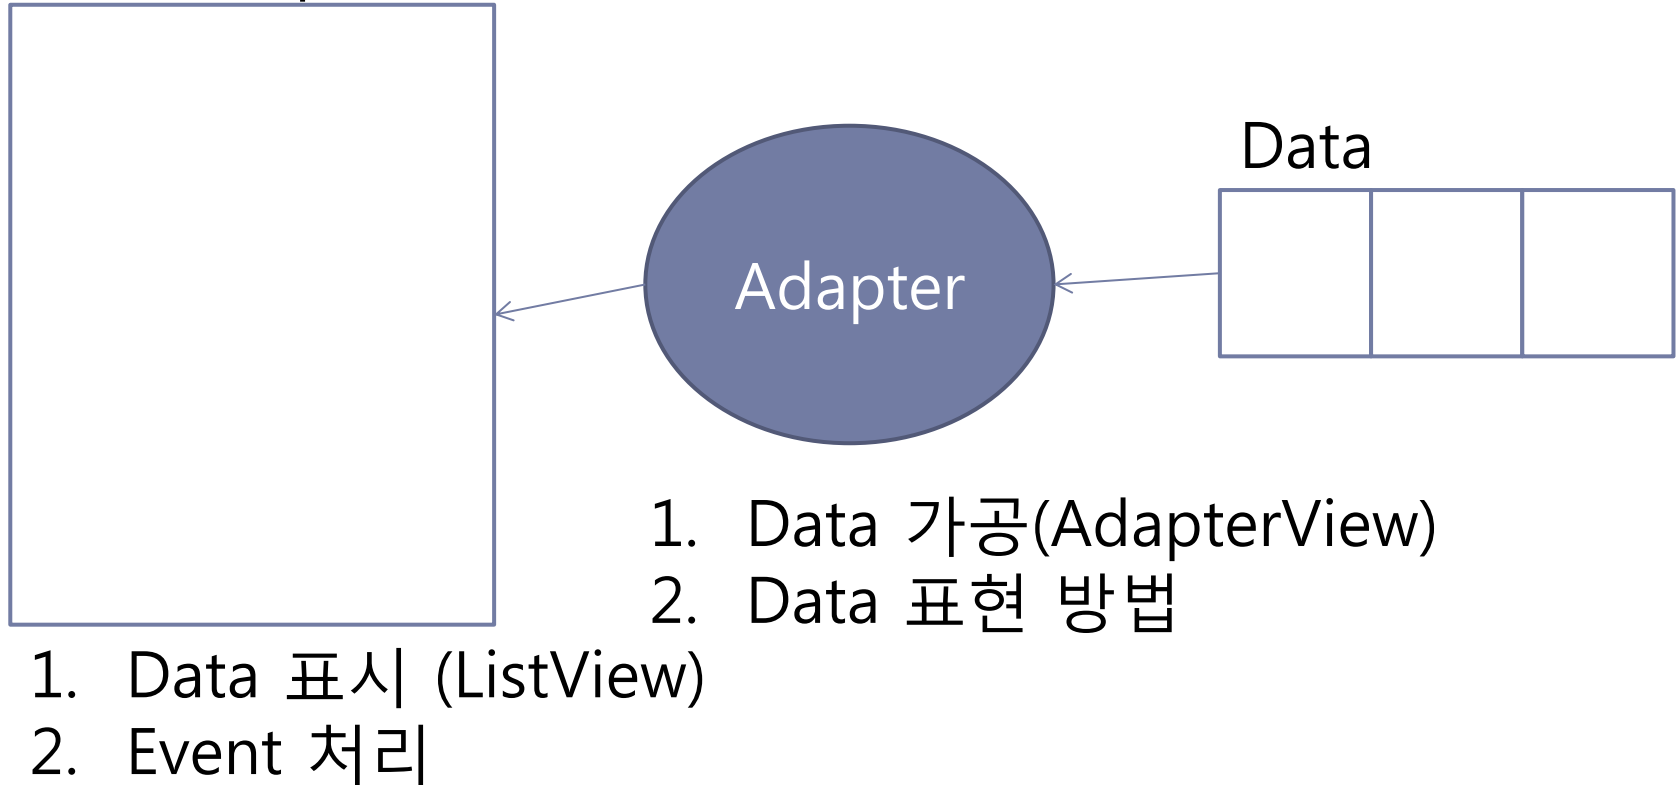 Data
Adapter
1. Data 가공(AdapterView)
2. Data 표현 방법
1. Data 표시 (ListView)
2. Event 처리